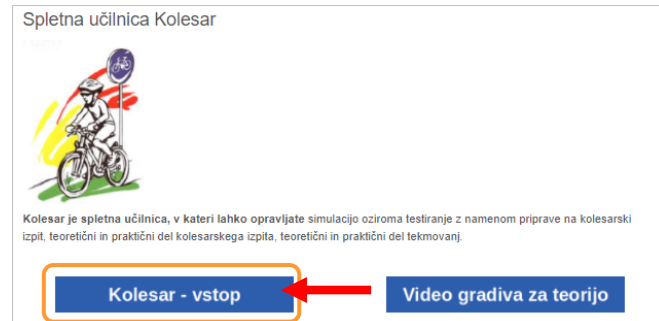 Spletna učilnica Kolesar
Kolesar je spletna učilnica, v kateri lahko opravljate simulacijo oziroma testiranje z namenom priprave na kolesarski
izpit, teoretični in praktični del kolesarskega izpita, teoretični in praktični del tekmovanj.
Kolesar - vstop
Video gradiva za teorijo